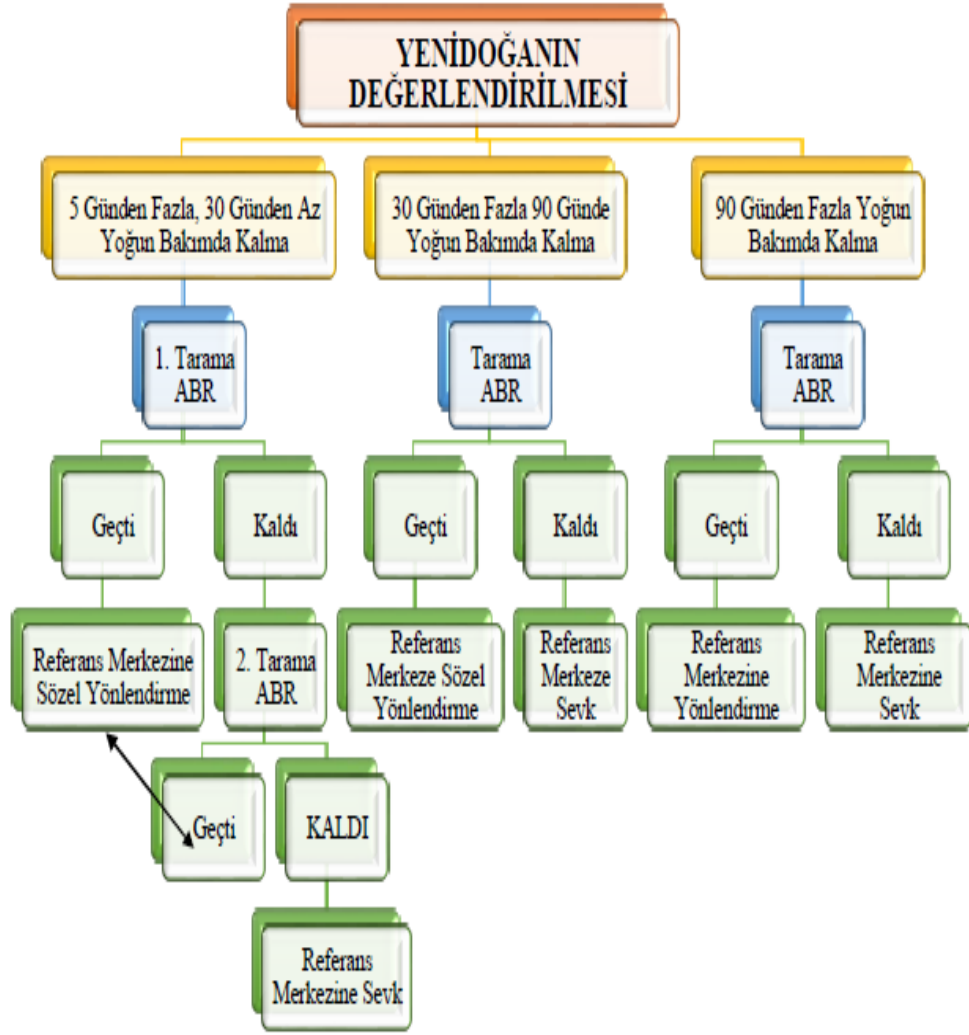 YENİDOĞANIN
DEĞERLENDİRİLMESİ
5 Günden Fazla, 30 Günden Az
Yoğun Bakımda Kalma
30 Günden Fazla 90 Günde
Yoğun Bakımda Kalma
90 Günden Fazla Yoğun
Bakımda Kalma
1. Tarama
ABR
Tarama
ABR
Tarama
ABR
Geçti
Kaldı
Geçti
Kaldı
Geçti
Kaldı
Referans Merkezine
Sözel Yönlendirme
2. Tarama
ABR
Referans
Merkeze Sözel
Yönlendirme
Referans
Merkeze
Sevk
Referans
Merkezine
Yönlendirme
Referans
Merkezine
Sevk
Geçti
KALDI
Referans
Merkezine Sevk